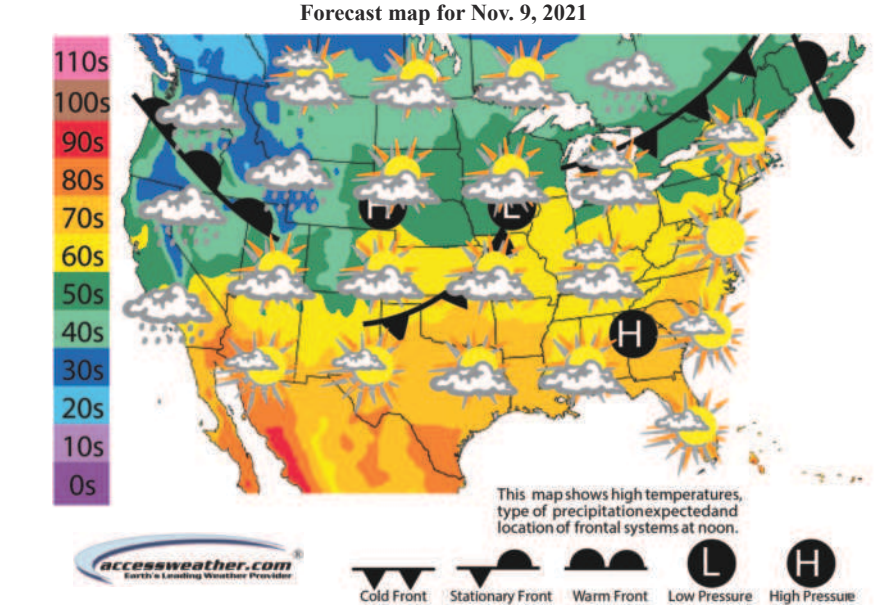 Forecast map for Nov. 9, 2021
110s
100s
90s
80s
70s
60s
50s
40s
30s
20s
10s
0s
H
L
H
This map shows high temperatures,
type of precipitation expectedand
location of frontal systems at noon.
accessweather.com®
Earth's Leading Weather Provider
L
H
Cold Front
Stationary Front
Warm Front
Low Pressure
High Pressure